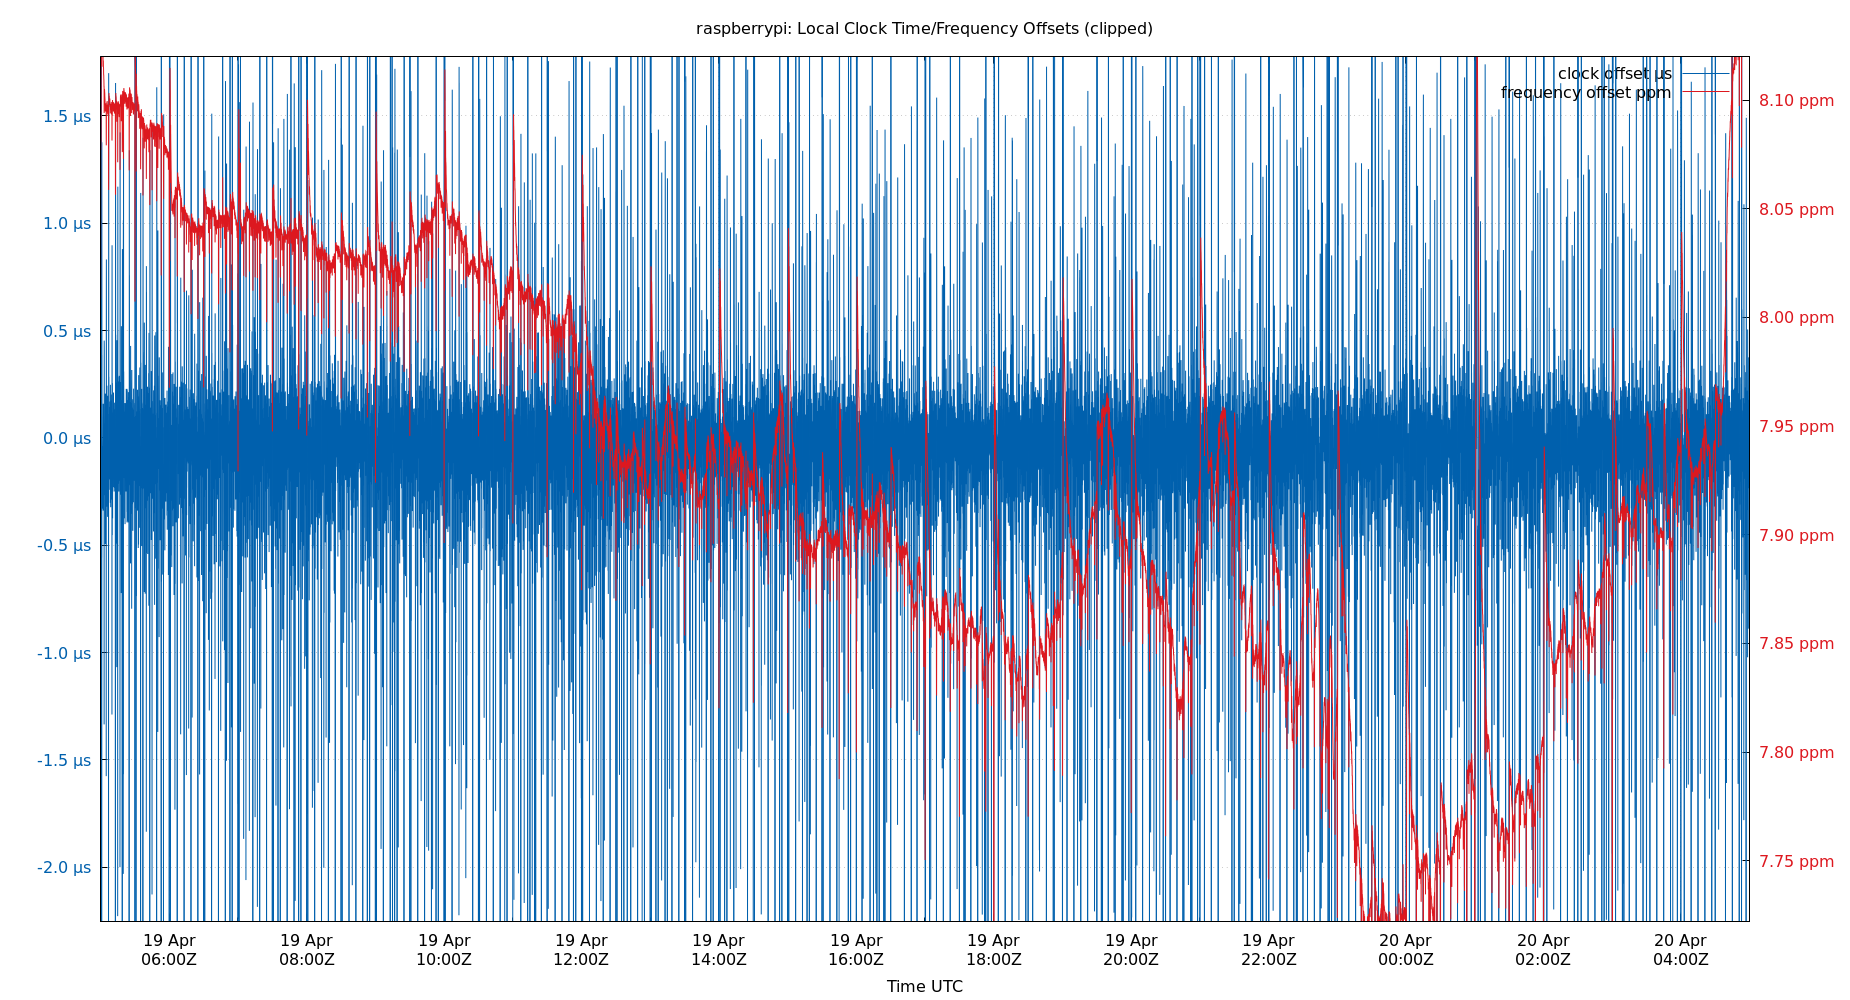 raspberrypi: Local Clock Time/Frequency Offsets (clipped)
clock offset µs
frequency offset ppm
1.5 µs
1.0 µs
0.5 µs
0.0 µs
-0.5 µs
-1.0 µs
-1.5 µs
-2.0 µs
8.10 ppm
8.05 ppm
8.00 ppm
7.95 ppm
7.90 ppm
7.85 ppm
7.80 ppm
7.75 ppm
19 Apr 19 Apr 19 Apr 19 Apr 19 Apr 19 Apr 19 Apr 19 Apr 19 Apr 20 Apr 20 Apr 20 Apr
06:00Z 08:00Z 10:00Z 12:00Z 14:00Z 16:00Z 18:00Z 20:00Z 22:00Z 00:00Z 02:00Z 04:00Z
Time UTC